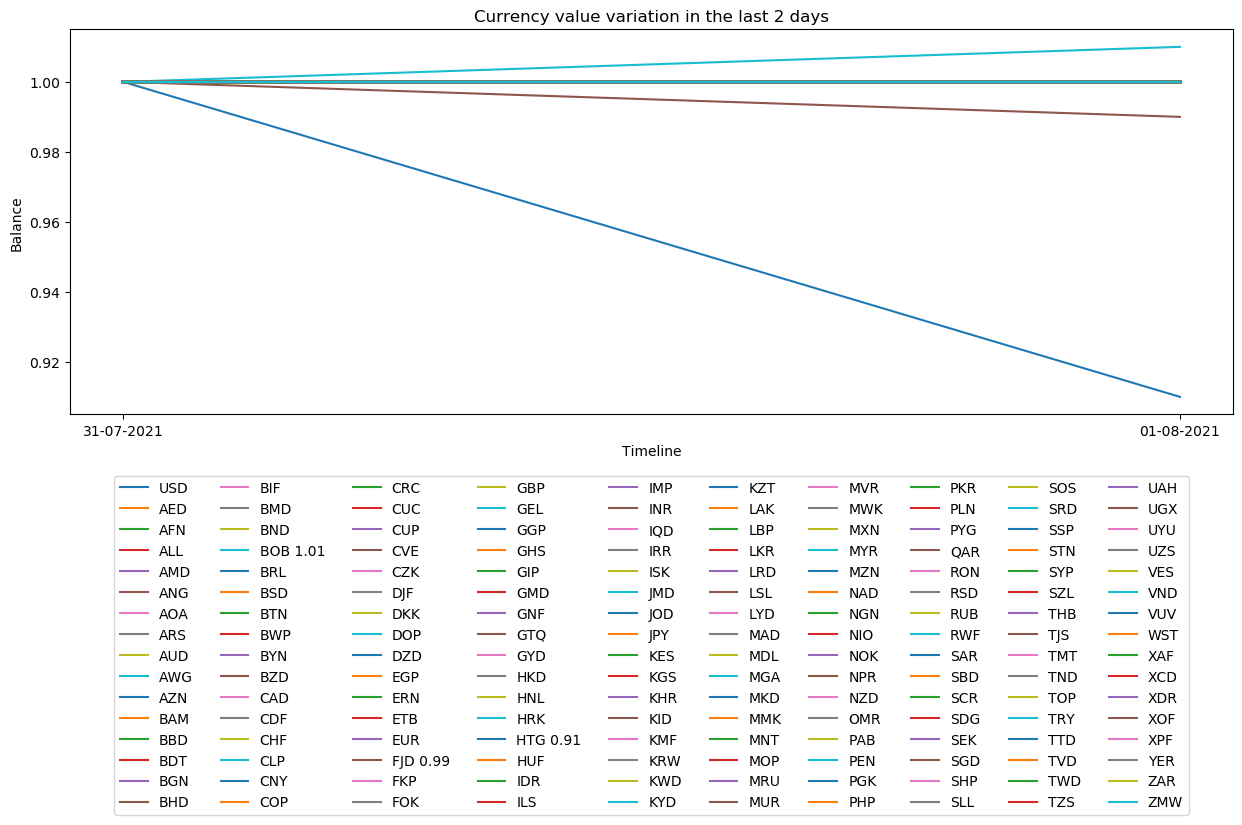 Currency value variation in the last 2 days
1.00
0.98
0.96
0.94
0.92
Balance
31-07-2021 01-08-2021
Timeline
USD BIF CRC GBP IMP KZT MVR PKR SOS UAH
AED BMD CUC GEL INR LAK MWK PLN SRD UGX
AFN BND CUP GGP IQD LBP MXN PYG SSP UYU
ALL BOB 1.01 CVE GHS IRR LKR MYR QAR STN UZS
AMD BRL CZK GIP ISK LRD MZN RON SYP VES
ANG BSD DJF GMD JMD LSL NAD RSD SZL VND
AOA BTN DKK GNF JOD LYD NGN RUB THB VUV
ARS BWP DOP GTQ JPY MAD NIO RWF TJS WST
AUD BYN DZD GYD KES MDL NOK SAR TMT XAF
AWG BZD EGP HKD KGS MGA NPR SBD TND XCD
AZN CAD ERN HNL KHR MKD NZD SCR TOP XDR
BAM CDF ETB HRK KID MMK OMR SDG TRY XOF
BBD CHF EUR HTG 0.91 KMF MNT PAB SEK TTD XPF
BDT CLP FJD 0.99 HUF KRW MOP PEN SGD TVD YER
BGN CNY FKP IDR KWD MRU PGK SHP TWD ZAR
BHD COP FOK ILS KYD MUR PHP SLL TZS ZMW